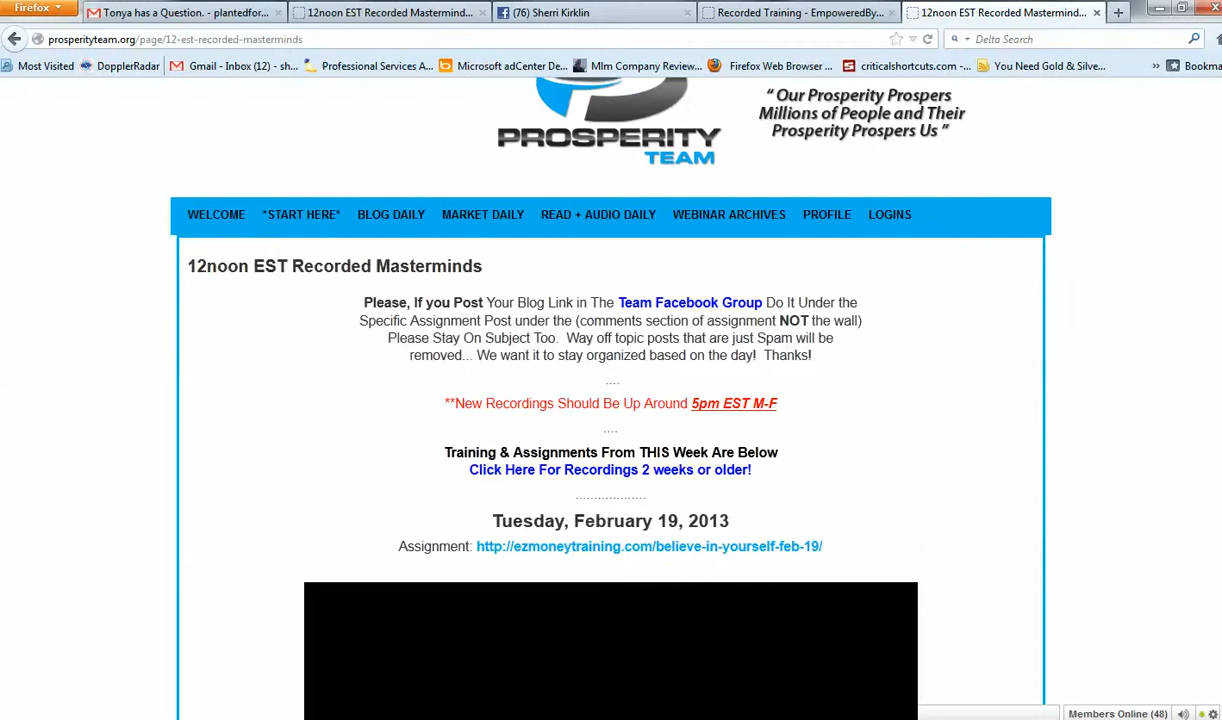 Firefox
Tonya has a Question. - plantedfor...
12noon EST Recorded Mastermind...
(76) Sherri Kirklin
Recorded Training - EmpoweredBy...
12noon EST Recorded Mastermind...
prosperityteam.org/page/12-est-recorded-masterminds
Delta Search
Most Visited
DopplerRadar
Gmail - Inbox (12) - sh...
Professional Services A...
Microsoft adCenter De...
Mlm Company Review...
Firefox Web Browser ...
criticalshortcuts.com -...
You Need Gold & Silve...
Bookma
PROSPERITY
TEAM
“ Our Prosperity Prospers
Millions of People and Their
Prosperity Prospers Us ”
WELCOME *START HERE* BLOG DAILY MARKET DAILY READ + AUDIO DAILY WEBINAR ARCHIVES PROFILE LOGINS
12noon EST Recorded Masterminds
Please, If you Post Your Blog Link in The Team Facebook Group Do It Under the
Specific Assignment Post under the (comments section of assignment NOT the wall)
Please Stay On Subject Too. Way off topic posts that are just Spam will be
removed... We want it to stay organized based on the day! Thanks!
....
**New Recordings Should Be Up Around 5pm EST M-F
....
Training & Assignments From THIS Week Are Below
Click Here For Recordings 2 weeks or older!
...................
Tuesday, February 19, 2013
Assignment: http://ezmoneytraining.com/believe-in-yourself-feb-19/
Members Online (48)